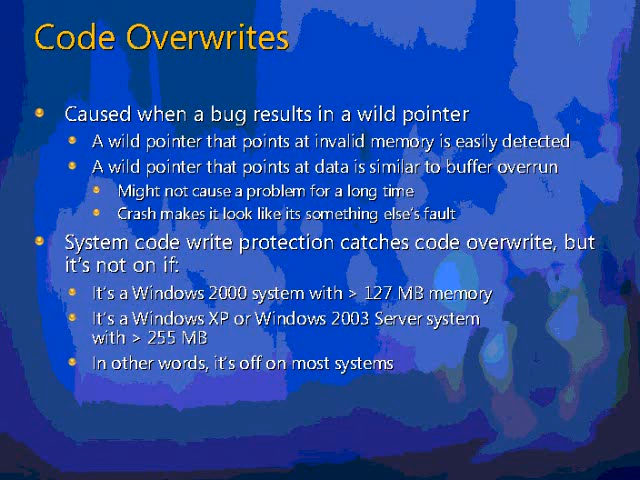 Code Overwrites
Caused when a bug results in a wild pointer
A wild pointer that points at invalid memory is easily detected
A wild pointer that points at data is similar to buffer overrun
Might not cause a problem for a long time
Crash makes it look like its something else's fault
System code write protection catches code overwrite, but
it's not on if:
It's a Windows 2000 system with > 127 MB memory
It's a Windows XP or Windows 2003 Server system
with > 255 MB
In other words, it's off on most systems